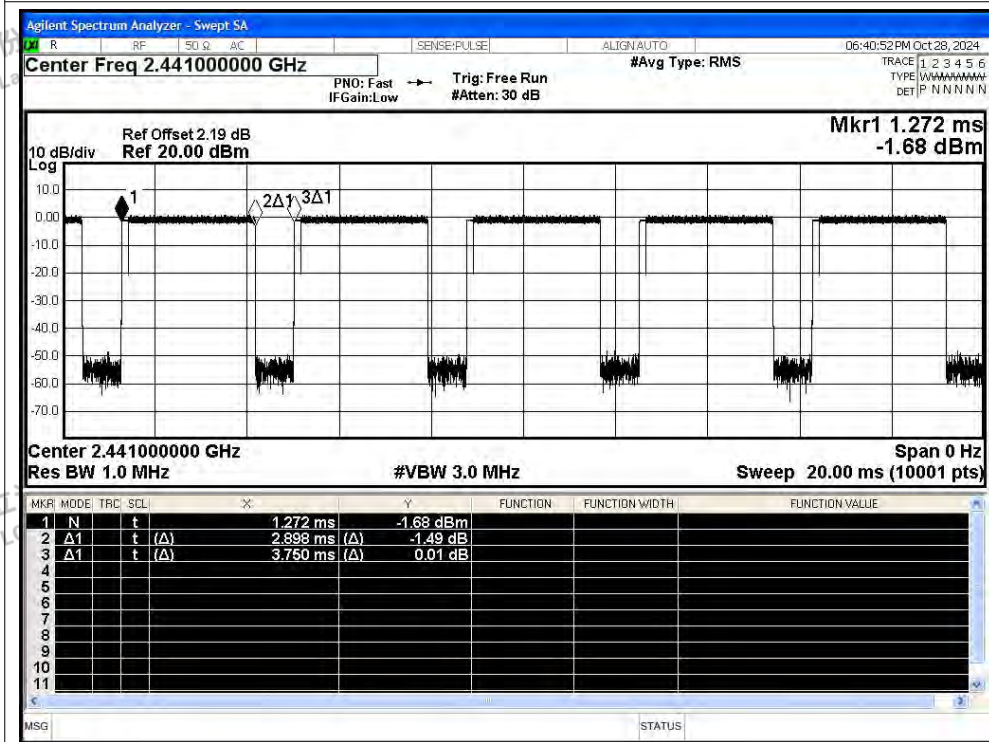 Agilent Spectrum Analyzer - Swept SA
R RF 50 Ω AC SENSE:PULSE ALIGN AUTO 06:40:52 PM Oct 28, 2024
Center Freq 2.441000000 GHz #Avg Type: RMS TRACE 1 2 3 4 5 6
PNO: Fast Trig: Free Run TYPE
IFGain:Low #Atten: 30 dB DET P N N N N N
Mkr1 1.272 ms
-1.68 dBm
Ref Offset 2.19 dB
10 dB/div Ref 20.00 dBm
Log
10.0
1 2Δ1 3Δ1
0.00
-10.0
-20.0
-30.0
-40.0
-50.0
-60.0
-70.0
Center 2.441000000 GHz Span 0 Hz
Res BW 1.0 MHz #VBW 3.0 MHz Sweep 20.00 ms (10001 pts)
MKR MODE TRC SCL X Y FUNCTION FUNCTION WIDTH FUNCTION VALUE
1 N t 1.272 ms -1.68 dBm
2 Δ1 t (Δ) 2.898 ms (Δ) -1.49 dB
3 Δ1 t (Δ) 3.750 ms (Δ) 0.01 dB
4
5
6
7
8
9
10
11
MSG STATUS